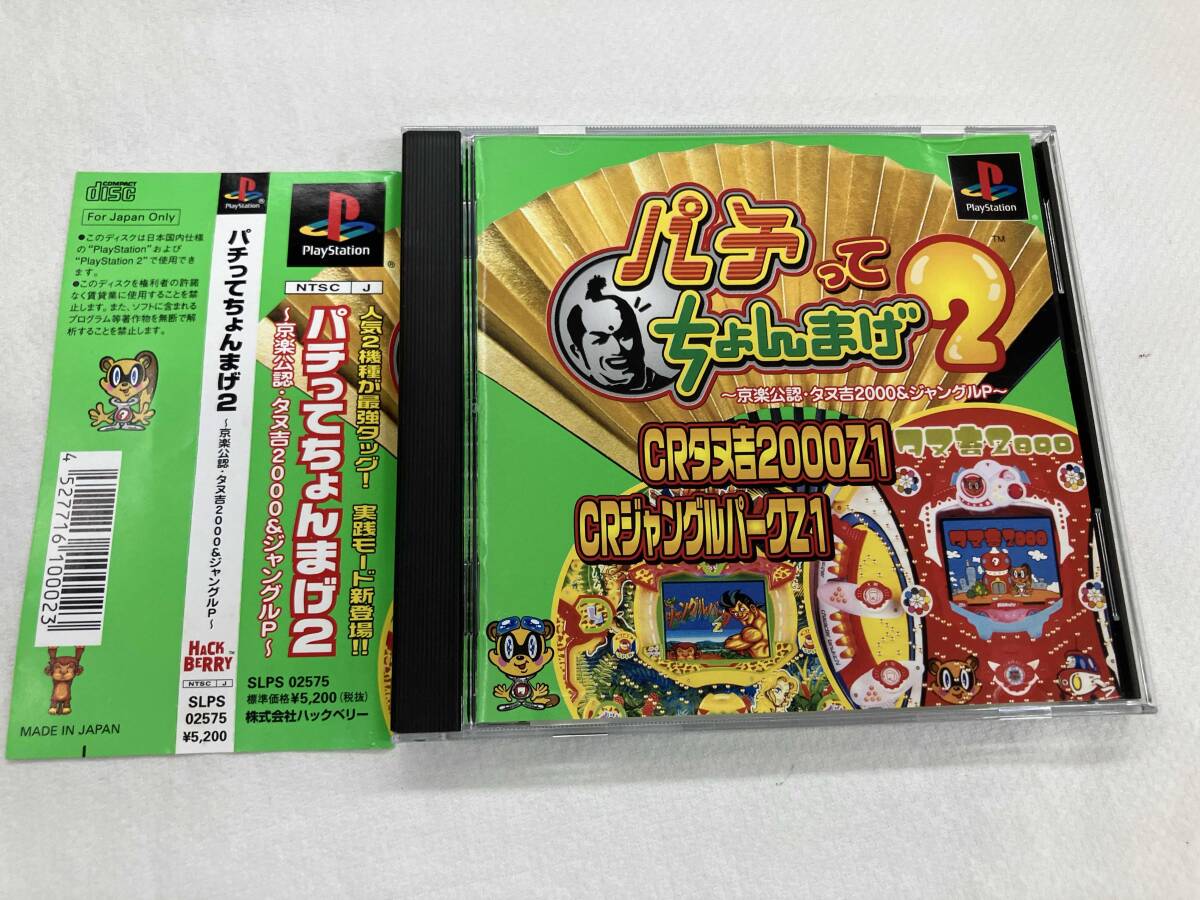 COMPACT
disc
For Japan Only
●このディスクは日本国内仕様
の"PlayStation"および
"PlayStation 2"で使用でき
ます。
●このディスクを権利者の許諾
なく賃貸業に使用することを禁
止します。また、ソフトに含まれる
プログラム等著作物を無断で解
析することを禁止します。
4 527716 100023
MADE IN JAPAN
PlayStation
パチってちょんまげ2
〜京楽公認・タヌ吉2000&ジャングルP〜
HACK
BERRY™
NTSC J
SLPS
02575
¥5,200
PlayStation®
NTSC J
人気2機種が最強タッグ! 実践モード新登場!!
パチってちょんまげ2
〜京楽公認・タヌ吉2000&ジャングルP〜
SLPS 02575
標準価格¥5,200(税抜)
株式会社ハックベリー
PlayStation
パチって
ちょんまげ2™
〜京楽公認・タヌ吉2000&ジャングルP〜
CRタヌ吉2000Z1
CRジャングルパークZ1
タヌ吉2000
タヌ吉2000